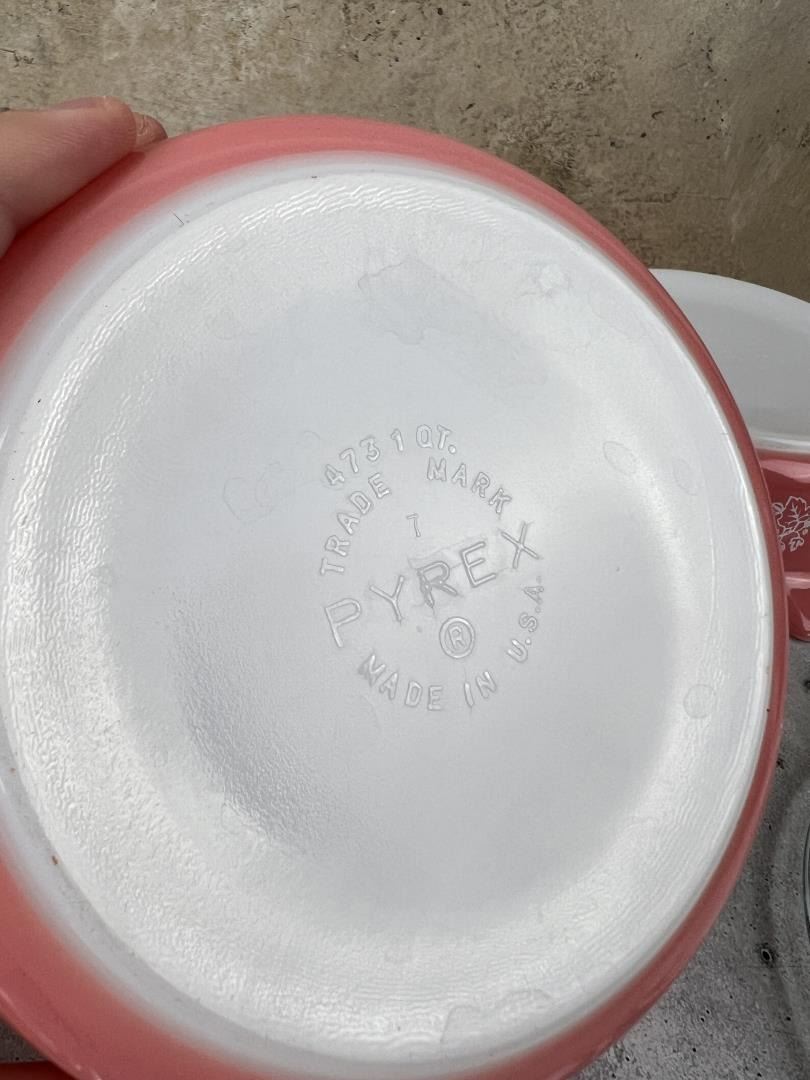 473 1 QT.
TRADE MARK
7
PYREX
®
MADE IN U.S.A.